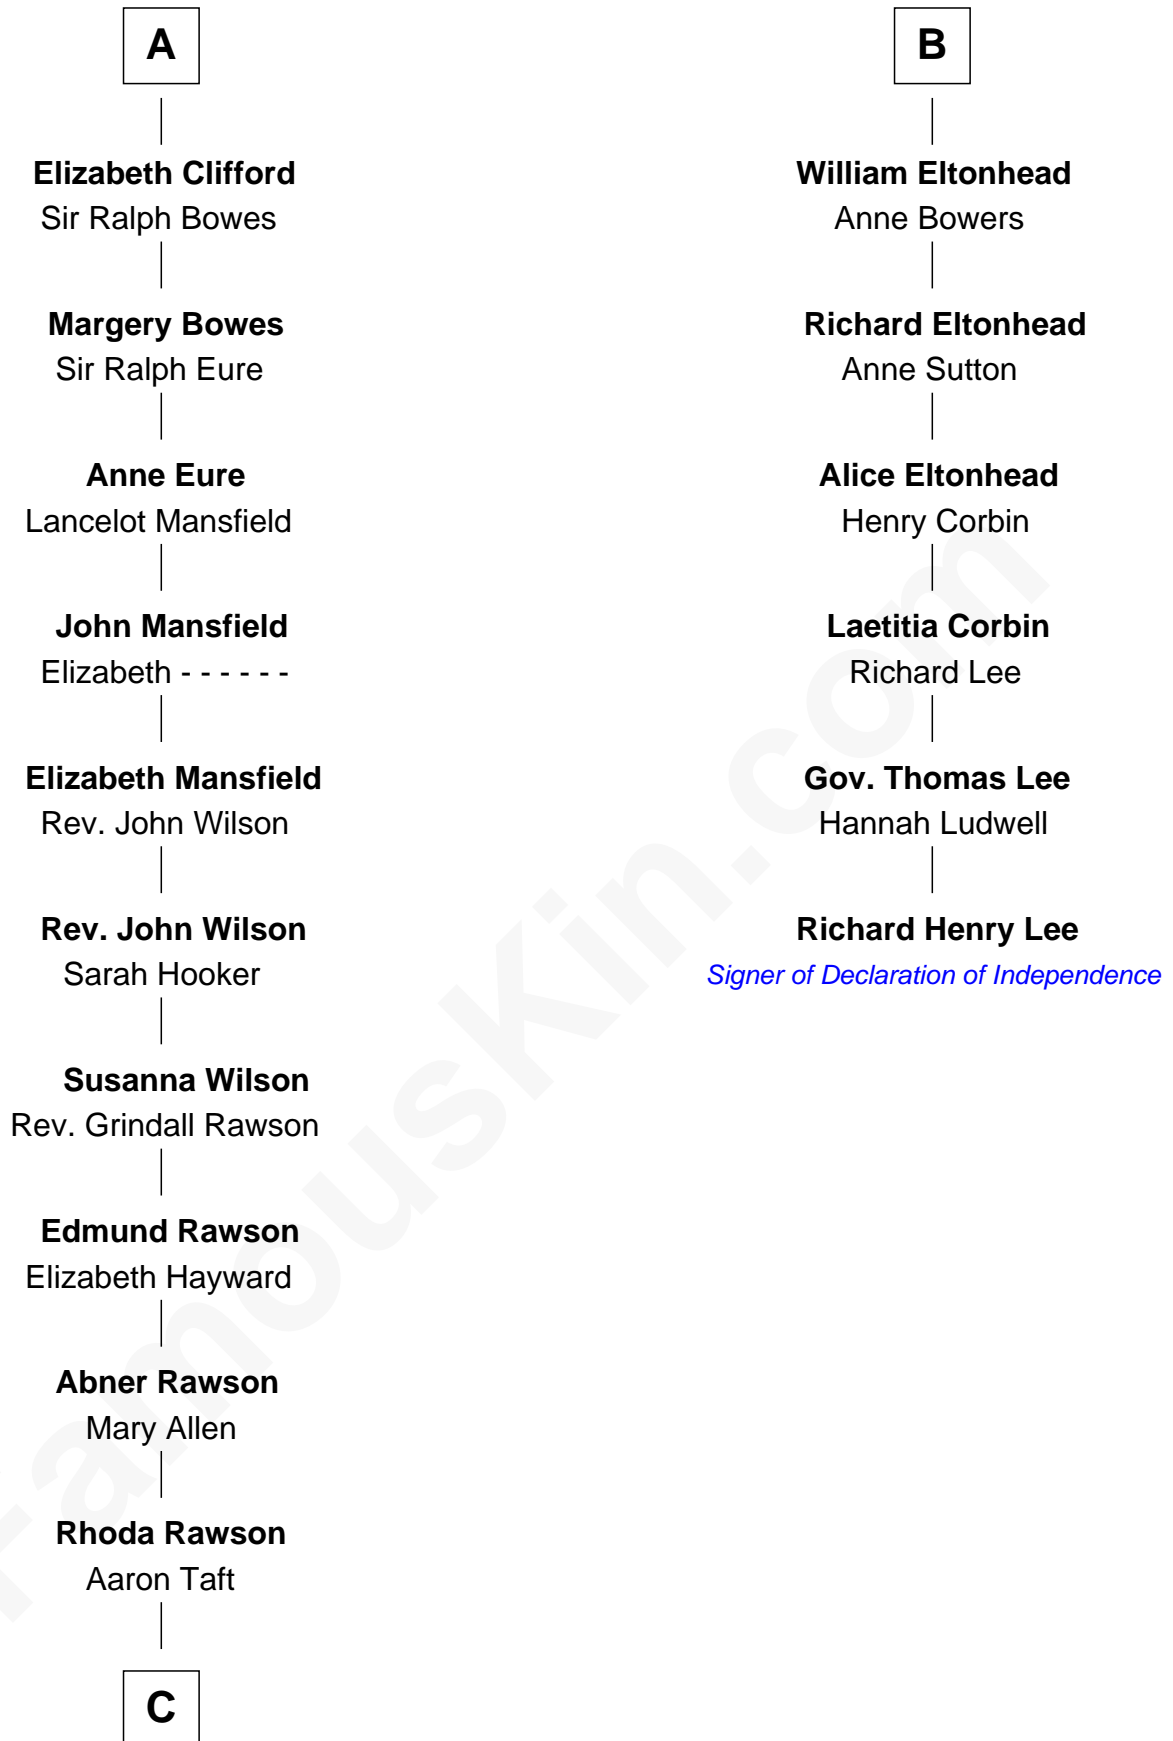 A
Elizabeth Clifford
Sir Ralph Bowes
Margery Bowes
Sir Ralph Eure
Anne Eure
Lancelot Mansfield
John Mansfield
Elizabeth - - - - - -
Elizabeth Mansfield
Rev. John Wilson
Rev. John Wilson
Sarah Hooker
Susanna Wilson
Rev. Grindall Rawson
Edmund Rawson
Elizabeth Hayward
Abner Rawson
Mary Allen
Rhoda Rawson
Aaron Taft
C
B
William Eltonhead
Anne Bowers
Richard Eltonhead
Anne Sutton
Alice Eltonhead
Henry Corbin
Laetitia Corbin
Richard Lee
Gov. Thomas Lee
Hannah Ludwell
Richard Henry Lee
Signer of Declaration of Independence
FamousKin.com